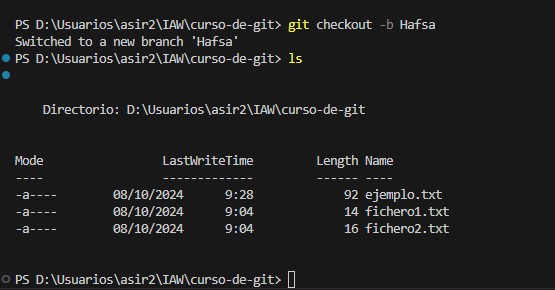 PS D:\Usuarios\asir2\IAW\curso-de-git> git checkout -b Hafsa
Switched to a new branch 'Hafsa'
PS D:\Usuarios\asir2\IAW\curso-de-git> ls
Directorio: D:\Usuarios\asir2\IAW\curso-de-git
Mode LastWriteTime Length Name
---- ------------- ------ ----
-a---- 08/10/2024 9:28 92 ejemplo.txt
-a---- 08/10/2024 9:04 14 fichero1.txt
-a---- 08/10/2024 9:04 16 fichero2.txt
PS D:\Usuarios\asir2\IAW\curso-de-git>